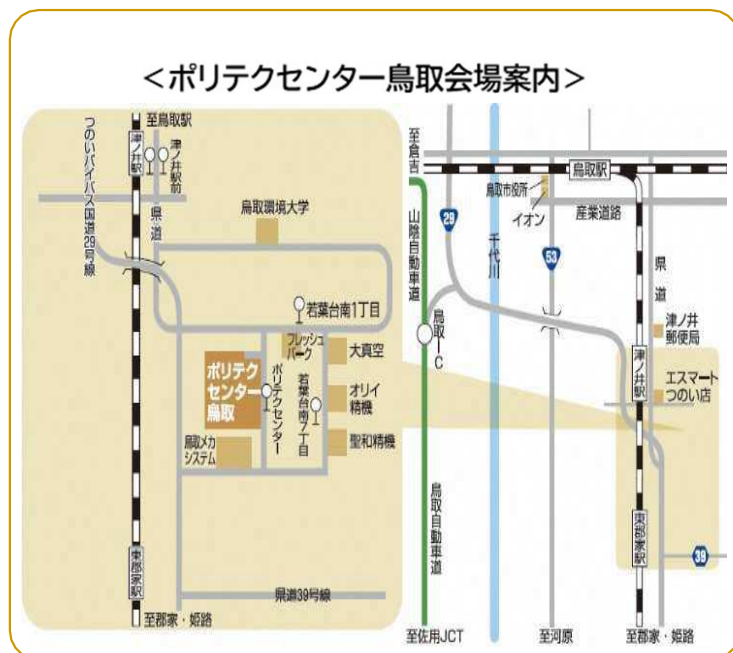 <ポリテクセンター鳥取会場案内>
至鳥取駅
津ノ井駅
津ノ井駅前
つのいバイパス国道29号線
県道
鳥取環境大学
若葉台南1丁目
フレッシュ
パーク
大真空
ポリテク
センター
鳥取
ポリテクセンター
若葉台南7丁目
オリイ
精機
鳥取メカ
システム
聖和精機
東郡家駅
県道39号線
至郡家・姫路
至倉吉
山陰自動車道
29
千代川
鳥取駅
鳥取市役所
イオン
産業道路
53
県道
鳥取IC
津ノ井
郵便局
津ノ井駅
エスマート
つのい店
鳥取自動車道
東郡家駅
39
至佐用JCT
至河原
至郡家・姫路